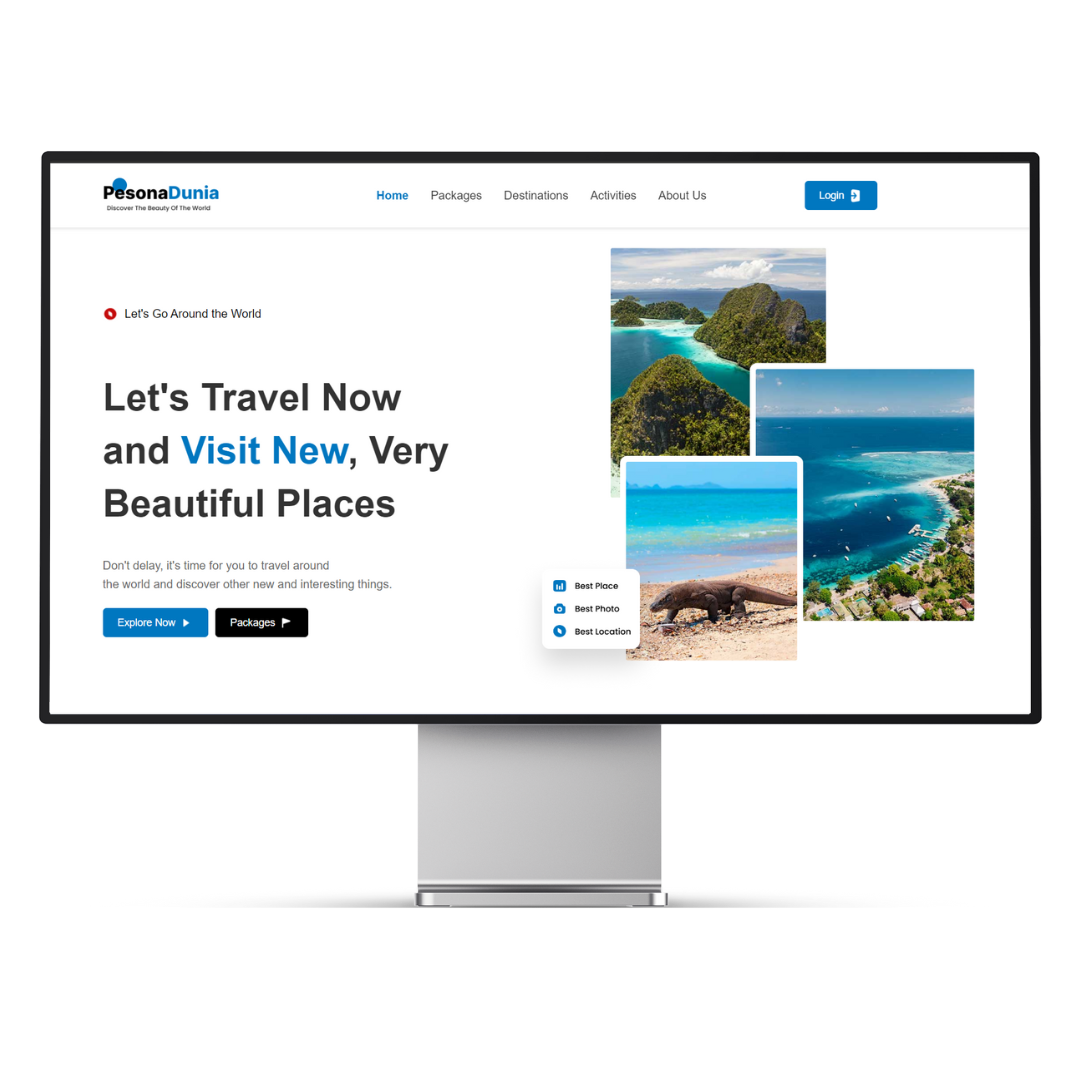 PesonaDunia
Discover The Beauty Of The World
Home Packages Destinations Activities About Us
Login
Let's Go Around the World
Let's Travel Now
and Visit New, Very
Beautiful Places
Don't delay, it's time for you to travel around
the world and discover other new and interesting things.
Explore Now
Packages
Best Place
Best Photo
Best Location